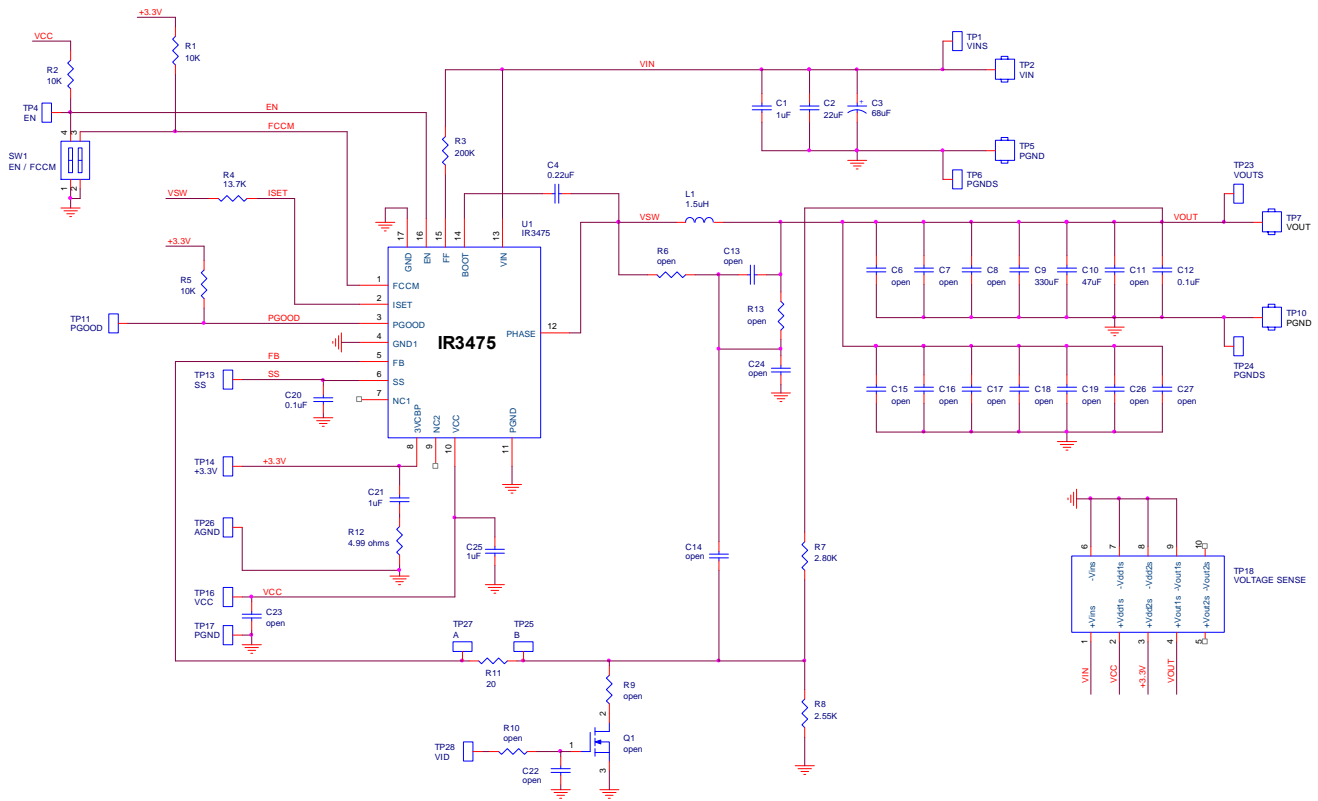 +3.3V
VCC
R1
10K
R2
10K
TP4
EN
EN
FCCM
4
3
SW1
EN / FCCM
1
2
R4
13.7K
VSW
ISET
+3.3V
R5
10K
TP11
PGOOD
PGOOD
FB
TP13
SS
SS
C20
0.1uF
R3
200K
VIN
C4
0.22uF
U1
IR3475
17
16
15
14
13
GND
EN
FF
BOOT
VIN
1
FCCM
2
ISET
3
PGOOD
4
GND1
5
FB
6
SS
7
NC1
IR3475
PHASE
12
3VCBP
NC2
VCC
PGND
8
9
10
11
C1
1uF
C2
22uF
C3
68uF
+
TP1
VINS
TP2
VIN
TP5
PGND
TP6
PGNDS
TP23
VOUTS
L1
1.5uH
VSW
VOUT
TP7
VOUT
R6
open
C13
open
R13
open
C24
open
C6
open
C7
open
C8
open
C9
330uF
C10
47uF
C11
open
C12
0.1uF
TP10
PGND
TP24
PGNDS
C15
open
C16
open
C17
open
C18
open
C19
open
C26
open
C27
open
TP14
+3.3V
+3.3V
C21
1uF
TP26
AGND
R12
4.99 ohms
C25
1uF
TP16
VCC
VCC
C23
open
TP17
PGND
TP27
A
TP25
B
R11
20
C14
open
R7
2.80K
R8
2.55K
R9
open
2
Q1
open
1
3
R10
open
TP28
VID
C22
open
6
7
8
9
10
-Vins
-Vdd1s
-Vdd2s
-Vout1s
-Vout2s
TP18
VOLTAGE SENSE
+Vins
+Vdd1s
+Vdd2s
+Vout1s
+Vout2s
1
2
3
4
5
VIN
VCC
+3.3V
VOUT